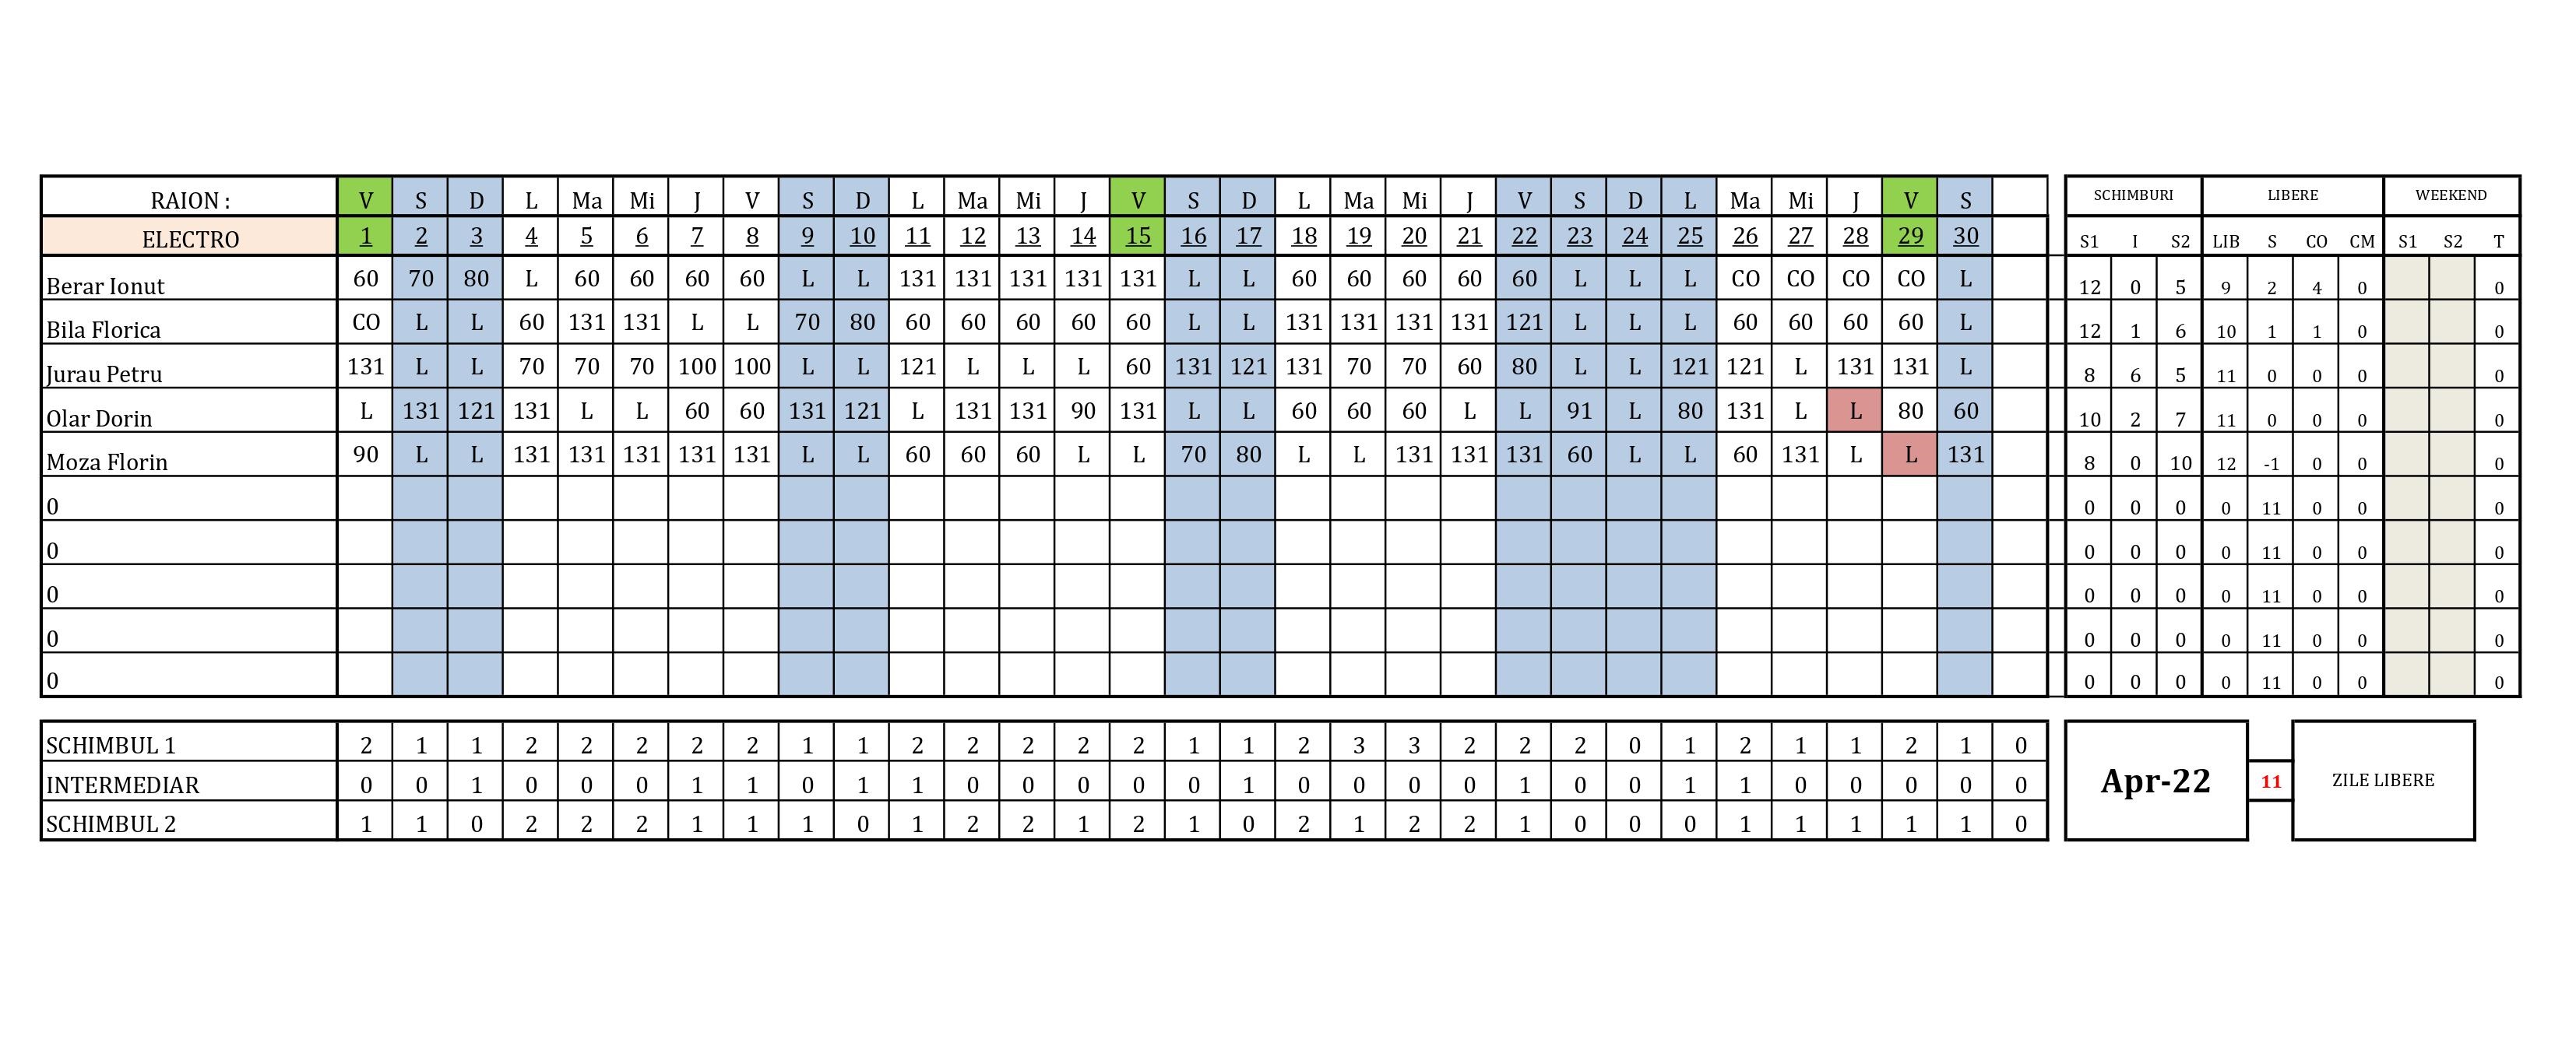 RAION : V S D L Ma Mi J V S D L Ma Mi J V S D L Ma Mi J V S D L Ma Mi J V S SCHIMBURI LIBERE WEEKEND
ELECTRO 1 2 3 4 5 6 7 8 9 10 11 12 13 14 15 16 17 18 19 20 21 22 23 24 25 26 27 28 29 30 S1 I S2 LIB S CO CM S1 S2 T
Berar Ionut 60 70 80 L 60 60 60 60 L L 131 131 131 131 131 L L 60 60 60 60 60 L L L CO CO CO CO L 12 0 5 9 2 4 0 0
Bila Florica CO L L 60 131 131 L L 70 80 60 60 60 60 60 L L 131 131 131 131 121 L L L 60 60 60 60 L 12 1 6 10 1 1 0 0
Jurau Petru 131 L L 70 70 70 100 100 L L 121 L L L 60 131 121 131 70 70 60 80 L L 121 121 L 131 131 L 8 6 5 11 0 0 0 0
Olar Dorin L 131 121 131 L L 60 60 131 121 L 131 131 90 131 L L 60 60 60 L L 91 L 80 131 L L 80 60 10 2 7 11 0 0 0 0
Moza Florin 90 L L 131 131 131 131 131 L L 60 60 60 L L 70 80 L L 131 131 131 60 L L 60 131 L L 131 8 0 10 12 -1 0 0 0
0 0 0 0 0 11 0 0 0
0 0 0 0 0 11 0 0 0
0 0 0 0 0 11 0 0 0
0 0 0 0 0 11 0 0 0
0 0 0 0 0 11 0 0 0
SCHIMBUL 1 2 1 1 2 2 2 2 2 1 1 2 2 2 2 2 1 1 2 3 3 2 2 2 0 1 2 1 1 2 1 0
INTERMEDIAR 0 0 1 0 0 0 1 1 0 1 1 0 0 0 0 0 1 0 0 0 0 1 0 0 1 1 0 0 0 0 0
SCHIMBUL 2 1 1 0 2 2 2 1 1 1 0 1 2 2 1 2 1 0 2 1 2 2 1 0 0 0 1 1 1 1 1 0
Apr-22 11 ZILE LIBERE